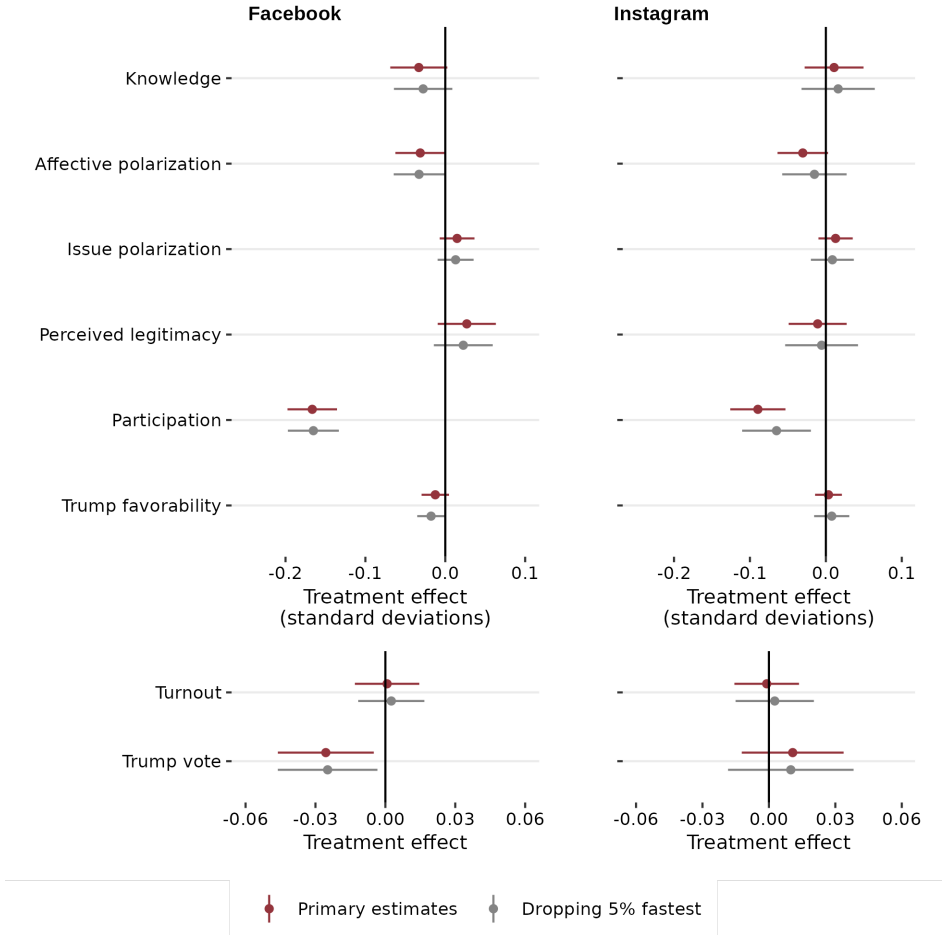 Facebook
Instagram
Knowledge
Affective polarization
Issue polarization
Perceived legitimacy
Participation
Trump favorability
-0.2 -0.1 0.0 0.1
-0.2 -0.1 0.0 0.1
Treatment effect
(standard deviations)
Treatment effect
(standard deviations)
Turnout
Trump vote
-0.06 -0.03 0.00 0.03 0.06
-0.06 -0.03 0.00 0.03 0.06
Treatment effect
Treatment effect
Primary estimates
Dropping 5% fastest